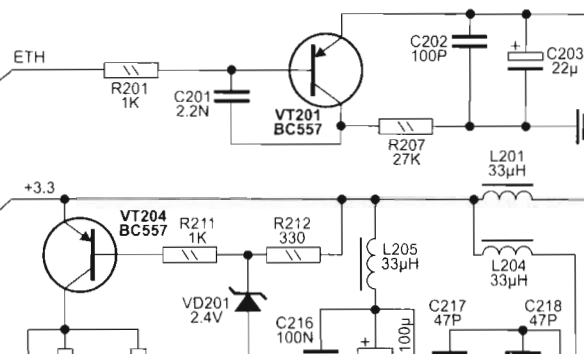 ETH
R201
1K
C201
2.2N
VT201
BC557
C202
100P
+
C203
22µ
R207
27K
L201
33µH
+3.3
VT204
BC557
R211
1K
R212
330
L205
33µH
L204
33µH
VD201
2.4V
C216
100N
+
100µ
C217
47P
C218
47P